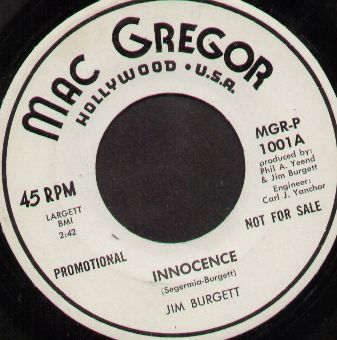 MAC GREGOR
HOLLYWOOD • U.S.A.
MGR-P
1001A
produced by:
Phil A. Yeend
& Jim Burgett
Engineer:
Carl J. Yanchor
45 RPM
LARGETT
BMI
2:42
NOT FOR SALE
PROMOTIONAL
INNOCENCE
(Segermia-Burgett)
JIM BURGETT